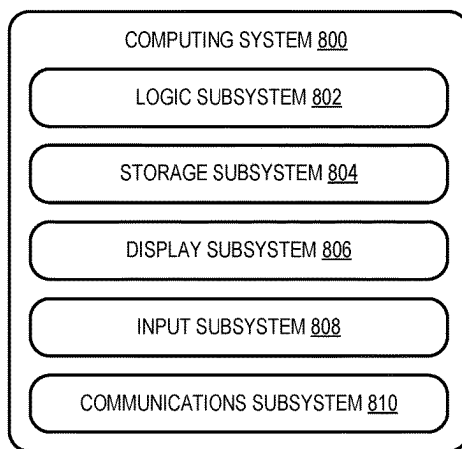 COMPUTING SYSTEM 800
LOGIC SUBSYSTEM 802
STORAGE SUBSYSTEM 804
DISPLAY SUBSYSTEM 806
INPUT SUBSYSTEM 808
COMMUNICATIONS SUBSYSTEM 810